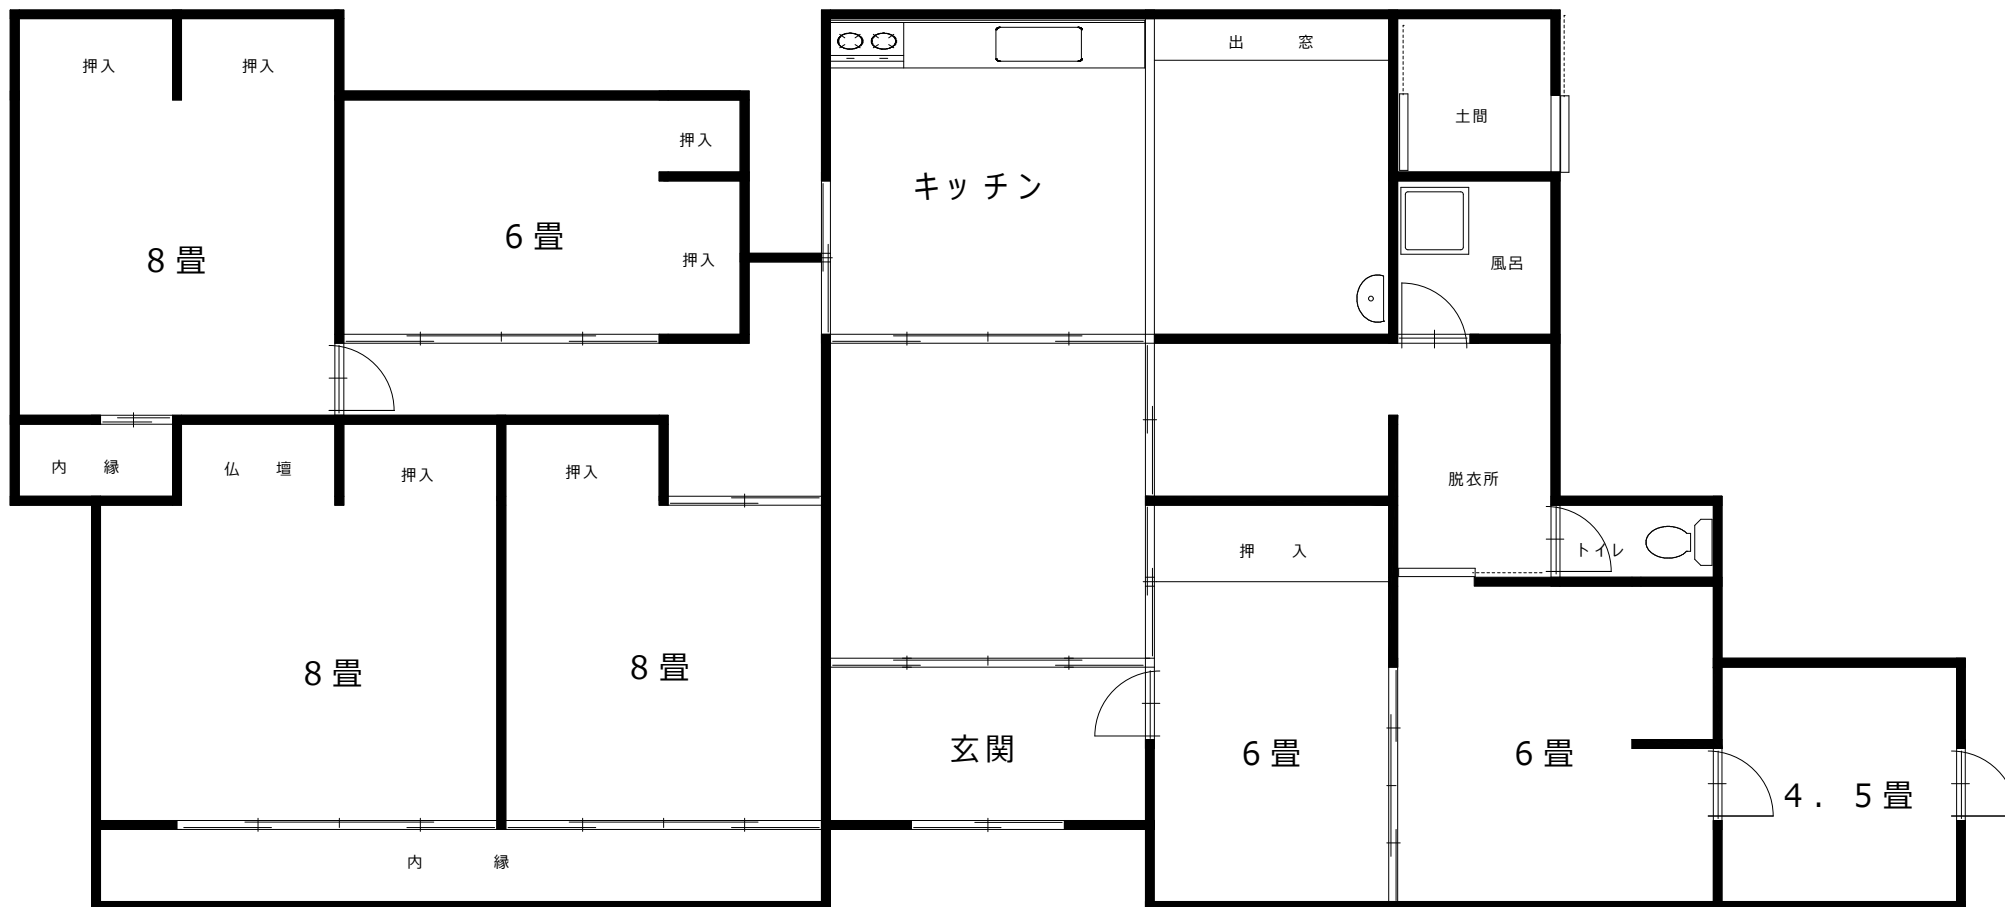 出 窓
押入
押入
土間
押入
キッチン
6畳
8畳
押入
風呂
内 縁
仏 壇
押入
押入
脱衣所
押 入
トイレ
8畳
8畳
玄関
6畳
6畳
4．5畳
内 縁